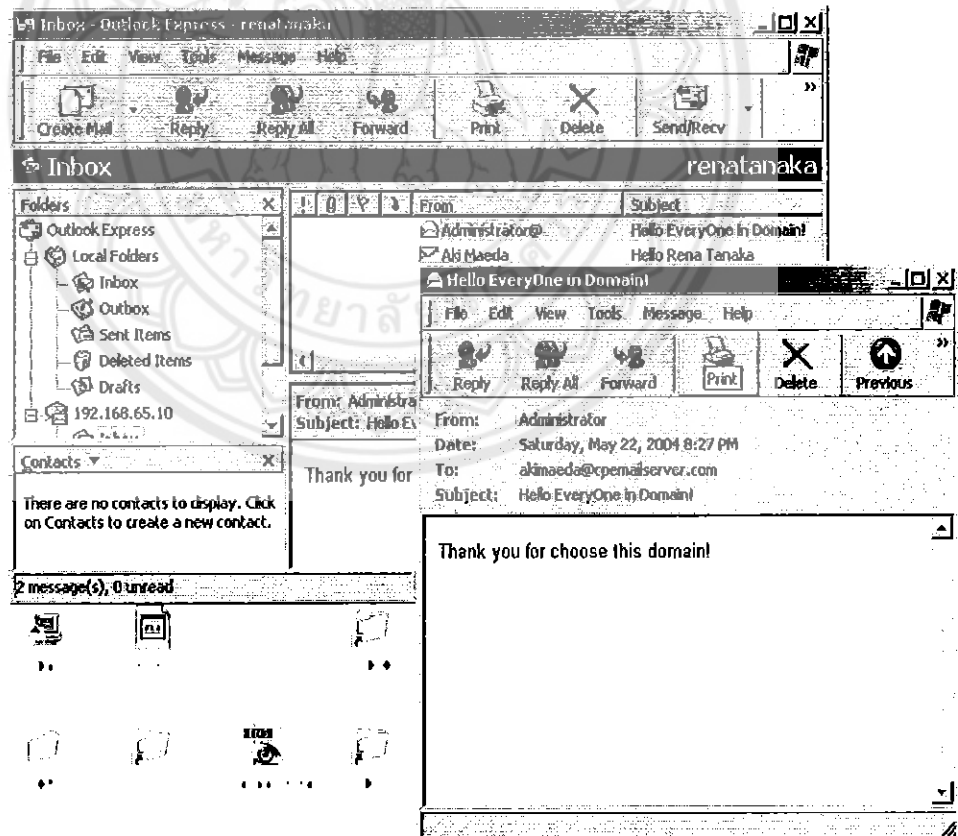 Inbox - Outlook Express - renatanaka
File Edit View Tools Message Help
Create Mail Reply Reply All Forward Print Delete Send/Recv
Inbox renatanaka
Folders
From Subject
Outlook Express
Administrator@ Hello EveryOne in Domain!
Local Folders
Aki Maeda Hello Rena Tanaka
Inbox
Outbox
Sent Items
Deleted Items
Drafts
192.168.65.10
Inbox
From: Administra
Subject: Hello Ev
Thank you for
Contacts
There are no contacts to display. Click
on Contacts to create a new contact.
2 message(s), 0 unread
Hello EveryOne in Domain!
File Edit View Tools Message Help
Reply Reply All Forward Print Delete Previous
From: Administrator
Date: Saturday, May 22, 2004 8:27 PM
To: akimaeda@cpemailserver.com
Subject: Hello EveryOne in Domain!
Thank you for choose this domain!